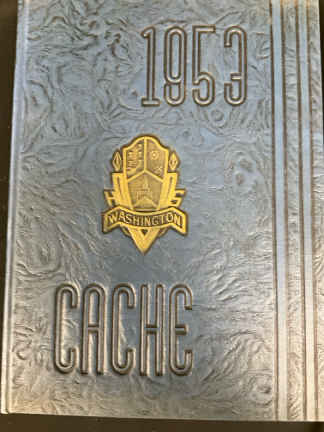 1953
H S
WASHINGTON
CACHE